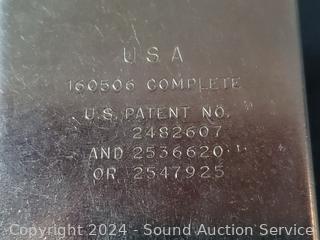 USA
160506 COMPLETE
U.S. PATENT NO.
2482607
AND 2536620
OR 2547925
Copyright 2024 - Sound Auction Service